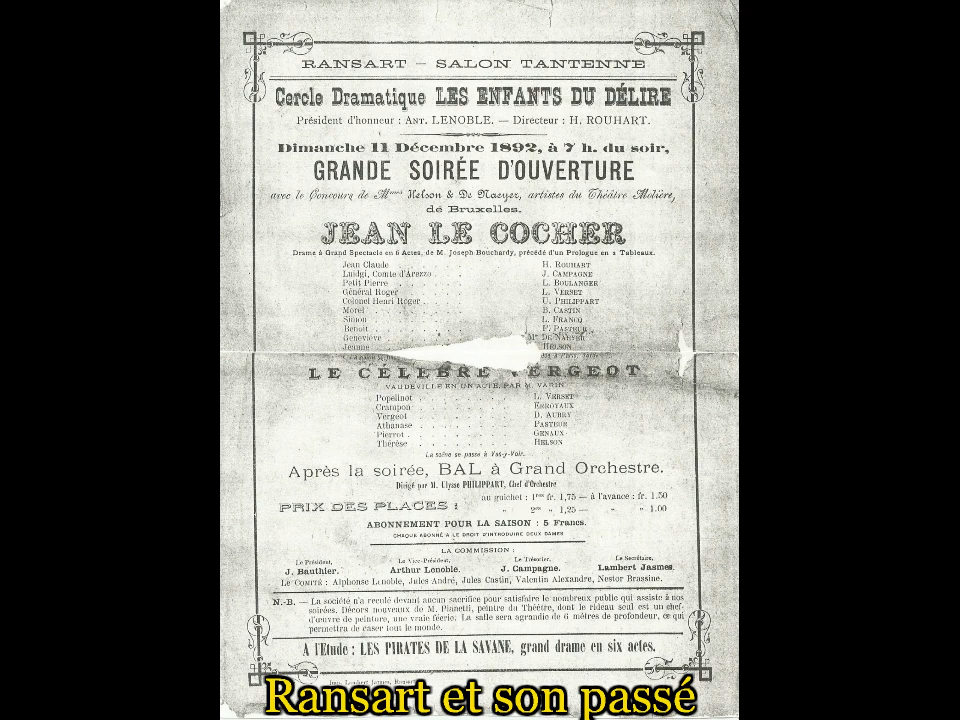 RANSART – SALON TANTENNE
Cercle Dramatique LES ENFANTS DU DÉLIRE
Président d'honneur : ANT. LENOBLE. — Directeur : H. ROUHART.
Dimanche 11 Décembre 1892, à 7 h. du soir,
GRANDE SOIRÉE D'OUVERTURE
avec le Concours de Mmes Helson & De Naeyer, artistes du Théâtre Molière,
de Bruxelles.
JEAN LE COCHER
Drame à Grand Spectacle en 6 Actes, de M. Joseph Bouchardy, précédé d'un Prologue en 2 Tableaux.
Jean Claude . . . . . H. ROUHART
Luidgi, Comte d'Arezzo . . . J. CAMPAGNE
Petit Pierre . . . . . L. BOULANGER
Général Roger . . . . . L. VERSET
Colonel Henri Roger . . . . U. PHILIPPART
Morel . . . . . . B. CASTIN
Simon . . . . . . L. FRANCQ
Benoit . . . . . . P. PASTEUR
Geneviève Me DE NAEYER
Jeanne HELSON
LE CÉLEBRE VERGEOT
VAUDEVILLE EN UN ACTE, PAR M. VARIN
Popelinot . . . . . . L. VERSET
Crampon . . . . . . ERROYAUX
Vergeot . . . . . . D. AUBRY
Athanase . . . . . . PASTEUR
Pierrot . . . . . . GENAUX
Thérèse . . . . . . HELSON
La scène se passe à Vas-y-Voir.
Après la soirée, BAL à Grand Orchestre.
Dirigé par M. Ulysse PHILIPPART, Chef d'Orchestre
PRIX DES PLACES : au guichet : 1res fr. 1,75 — à l'avance : fr. 1.50
" 2es " 1,25 — " " 1.00
ABONNEMENT POUR LA SAISON : 5 Francs.
CHAQUE ABONNÉ A LE DROIT D'INTRODUIRE DEUX DAMES
LA COMMISSION :
Le Président, Le Vice-Président, Le Trésorier, Le Secrétaire,
J. Bauthier. Arthur Lenoble. J. Campagne. Lambert Jasmes.
LE COMITÉ : Alphonse Lenoble, Jules André, Jules Castin, Valentin Alexandre, Nestor Brassine.
N.-B. — La société n'a reculé devant aucun sacrifice pour satisfaire le nombreux public qui assiste à nos
soirées. Décors nouveaux de M. Planetti, peintre du Théâtre, dont le rideau seul est un chef-
d'œuvre de peinture, une vraie féerie. La salle sera agrandie de 6 mètres de profondeur, ce qui
permettra de caser tout le monde.
A l'Etude : LES PIRATES DE LA SAVANE, grand drame en six actes.
Ransart et son passé